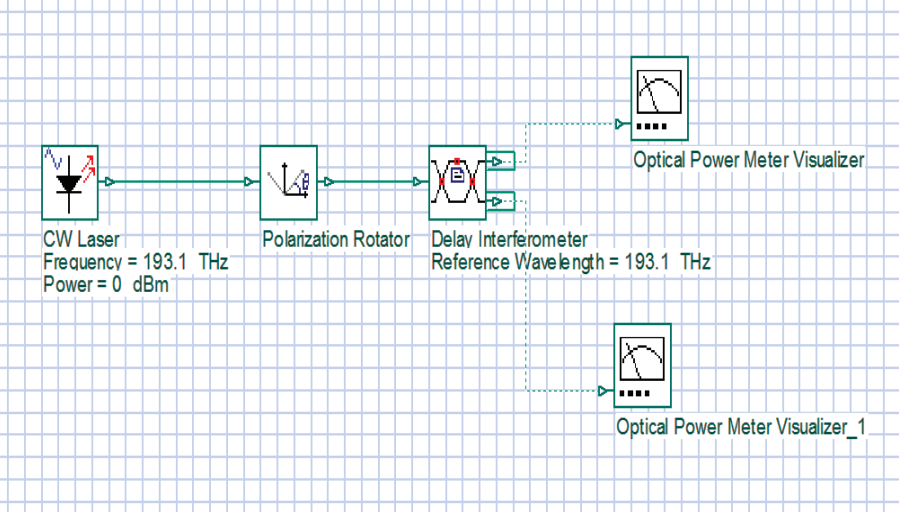 Optical Power Meter Visualizer
CW Laser
Frequency = 193.1 THz
Power = 0 dBm
Polarization Rotator
Delay Interferometer
Reference Wavelength = 193.1 THz
Optical Power Meter Visualizer_1